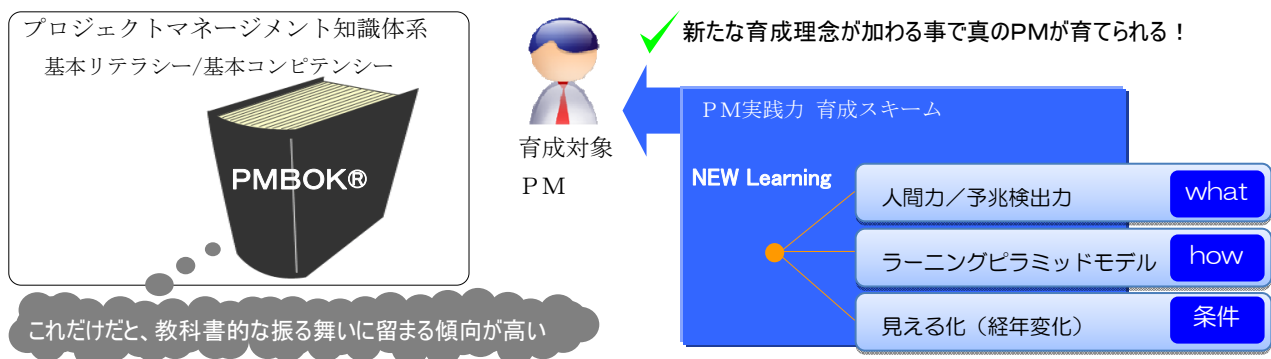 プロジェクトマネージメント知識体系
基本リテラシー/基本コンピテンシー
PMBOK®
これだけだと、教科書的な振る舞いに留まる傾向が高い
育成対象
ＰＭ
新たな育成理念が加わる事で真のPMが育てられる！
ＰＭ実践力 育成スキーム
NEW Learning
人間力／予兆検出力 what
ラーニングピラミッドモデル how
見える化（経年変化） 条件